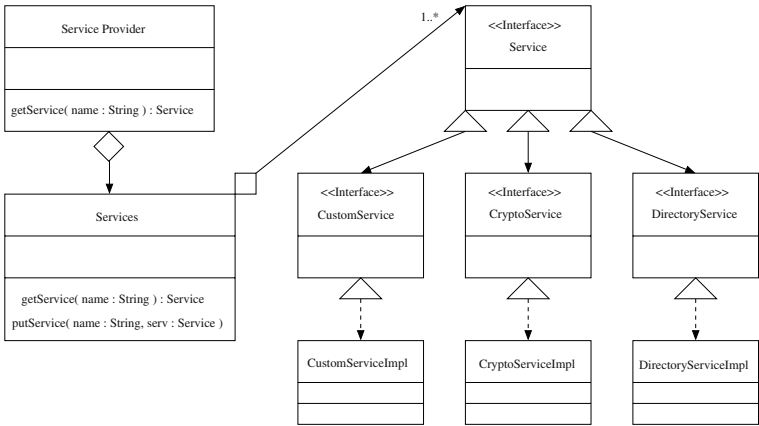 Service Provider
getService( name : String ) : Service
1..*
<<Interface>>
Service
Services
getService( name : String ) : Service
putService( name : String, serv : Service )
<<Interface>>
CustomService
<<Interface>>
CryptoService
<<Interface>>
DirectoryService
CustomServiceImpl
CryptoServiceImpl
DirectoryServiceImpl